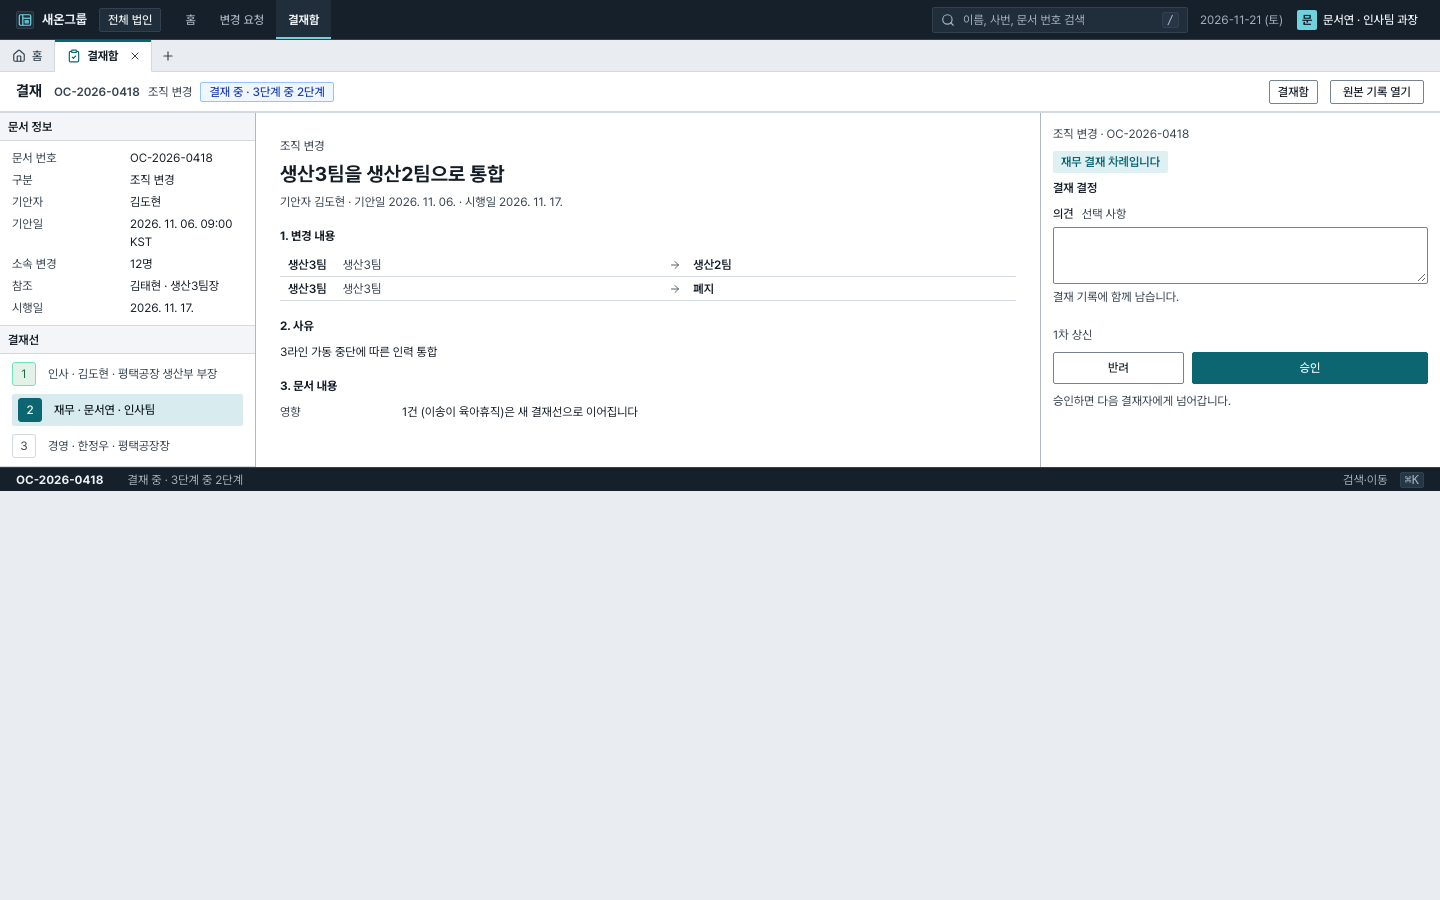 새온그룹 전체 법인 홈 변경 요청 결재함 이름, 사번, 문서 번호 검색 / 2026-11-21 (토) 문 문서연 · 인사팀 과장
홈 결재함
결재 OC-2026-0418 조직 변경 결재 중 · 3단계 중 2단계 결재함 원본 기록 열기
문서 정보
문서 번호 OC-2026-0418
구분 조직 변경
기안자 김도현
기안일 2026. 11. 06. 09:00 KST
소속 변경 12명
참조 김태현 · 생산3팀장
시행일 2026. 11. 17.
결재선
1 인사 · 김도현 · 평택공장 생산부 부장
2 재무 · 문서연 · 인사팀
3 경영 · 한정우 · 평택공장장
조직 변경
생산3팀을 생산2팀으로 통합
기안자 김도현 · 기안일 2026. 11. 06. · 시행일 2026. 11. 17.
1. 변경 내용
생산3팀 생산3팀 → 생산2팀
생산3팀 생산3팀 → 폐지
2. 사유
3라인 가동 중단에 따른 인력 통합
3. 문서 내용
영향 1건 (이송이 육아휴직)은 새 결재선으로 이어집니다
조직 변경 · OC-2026-0418
재무 결재 차례입니다
결재 결정
의견 선택 사항
결재 기록에 함께 남습니다.
1차 상신
반려 승인
승인하면 다음 결재자에게 넘어갑니다.
OC-2026-0418 결재 중 · 3단계 중 2단계 검색·이동 ⌘K